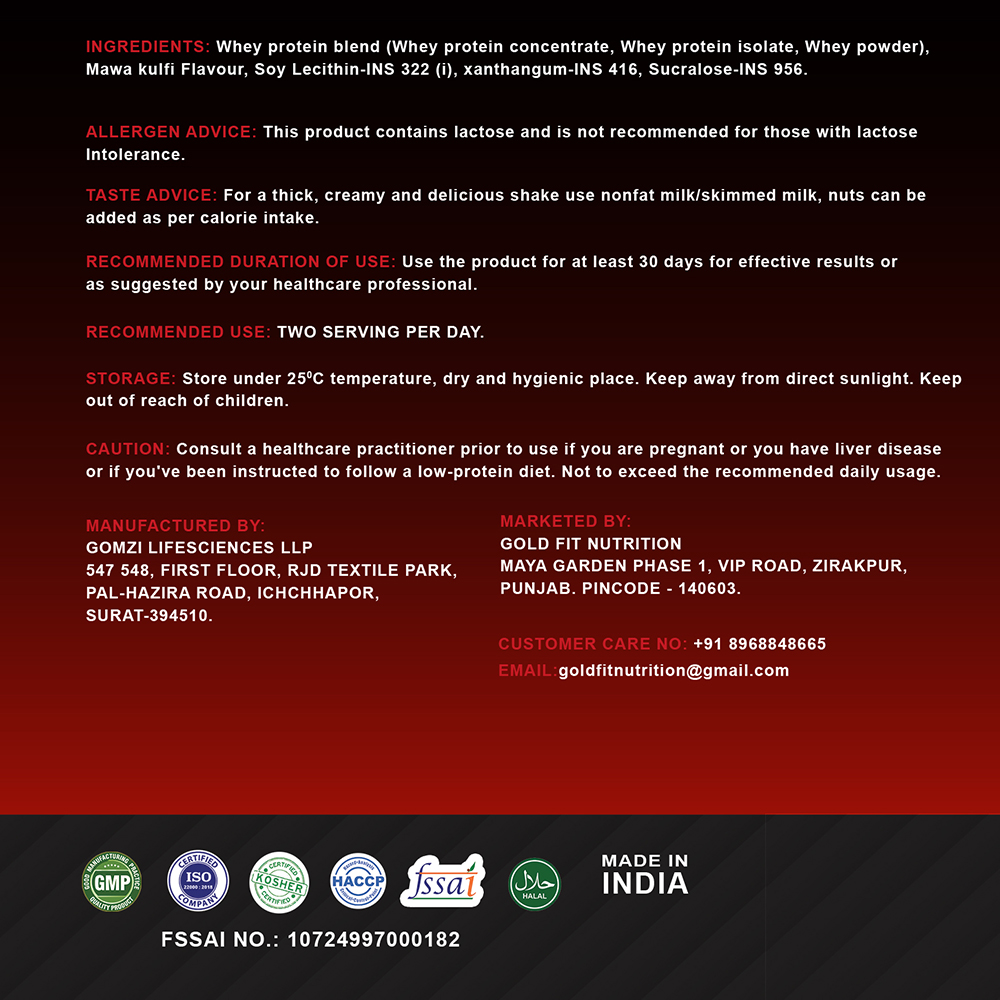 INGREDIENTS: Whey protein blend (Whey protein concentrate, Whey protein isolate, Whey powder),
Mawa kulfi Flavour, Soy Lecithin-INS 322 (i), xanthangum-INS 416, Sucralose-INS 956.
ALLERGEN ADVICE: This product contains lactose and is not recommended for those with lactose
Intolerance.
TASTE ADVICE: For a thick, creamy and delicious shake use nonfat milk/skimmed milk, nuts can be
added as per calorie intake.
RECOMMENDED DURATION OF USE: Use the product for at least 30 days for effective results or
as suggested by your healthcare professional.
RECOMMENDED USE: TWO SERVING PER DAY.
STORAGE: Store under 25⁰C temperature, dry and hygienic place. Keep away from direct sunlight. Keep
out of reach of children.
CAUTION: Consult a healthcare practitioner prior to use if you are pregnant or you have liver disease
or if you've been instructed to follow a low-protein diet. Not to exceed the recommended daily usage.
MANUFACTURED BY:
GOMZI LIFESCIENCES LLP
547 548, FIRST FLOOR, RJD TEXTILE PARK,
PAL-HAZIRA ROAD, ICHCHHAPOR,
SURAT-394510.
MARKETED BY:
GOLD FIT NUTRITION
MAYA GARDEN PHASE 1, VIP ROAD, ZIRAKPUR,
PUNJAB. PINCODE - 140603.
CUSTOMER CARE NO: +91 8968848665
EMAIL:goldfitnutrition@gmail.com
GOOD MANUFACTURING PRACTICE
GMP
QUALITY PRODUCT
CERTIFIED
ISO
22000 : 2018
COMPANY
CERTIFIED
KOSHER
CERTIFIED
Hazard-Analysis
HACCP
Critical-Control-Point
fssai
حلال
HALAL
MADE IN
INDIA
FSSAI NO.: 10724997000182